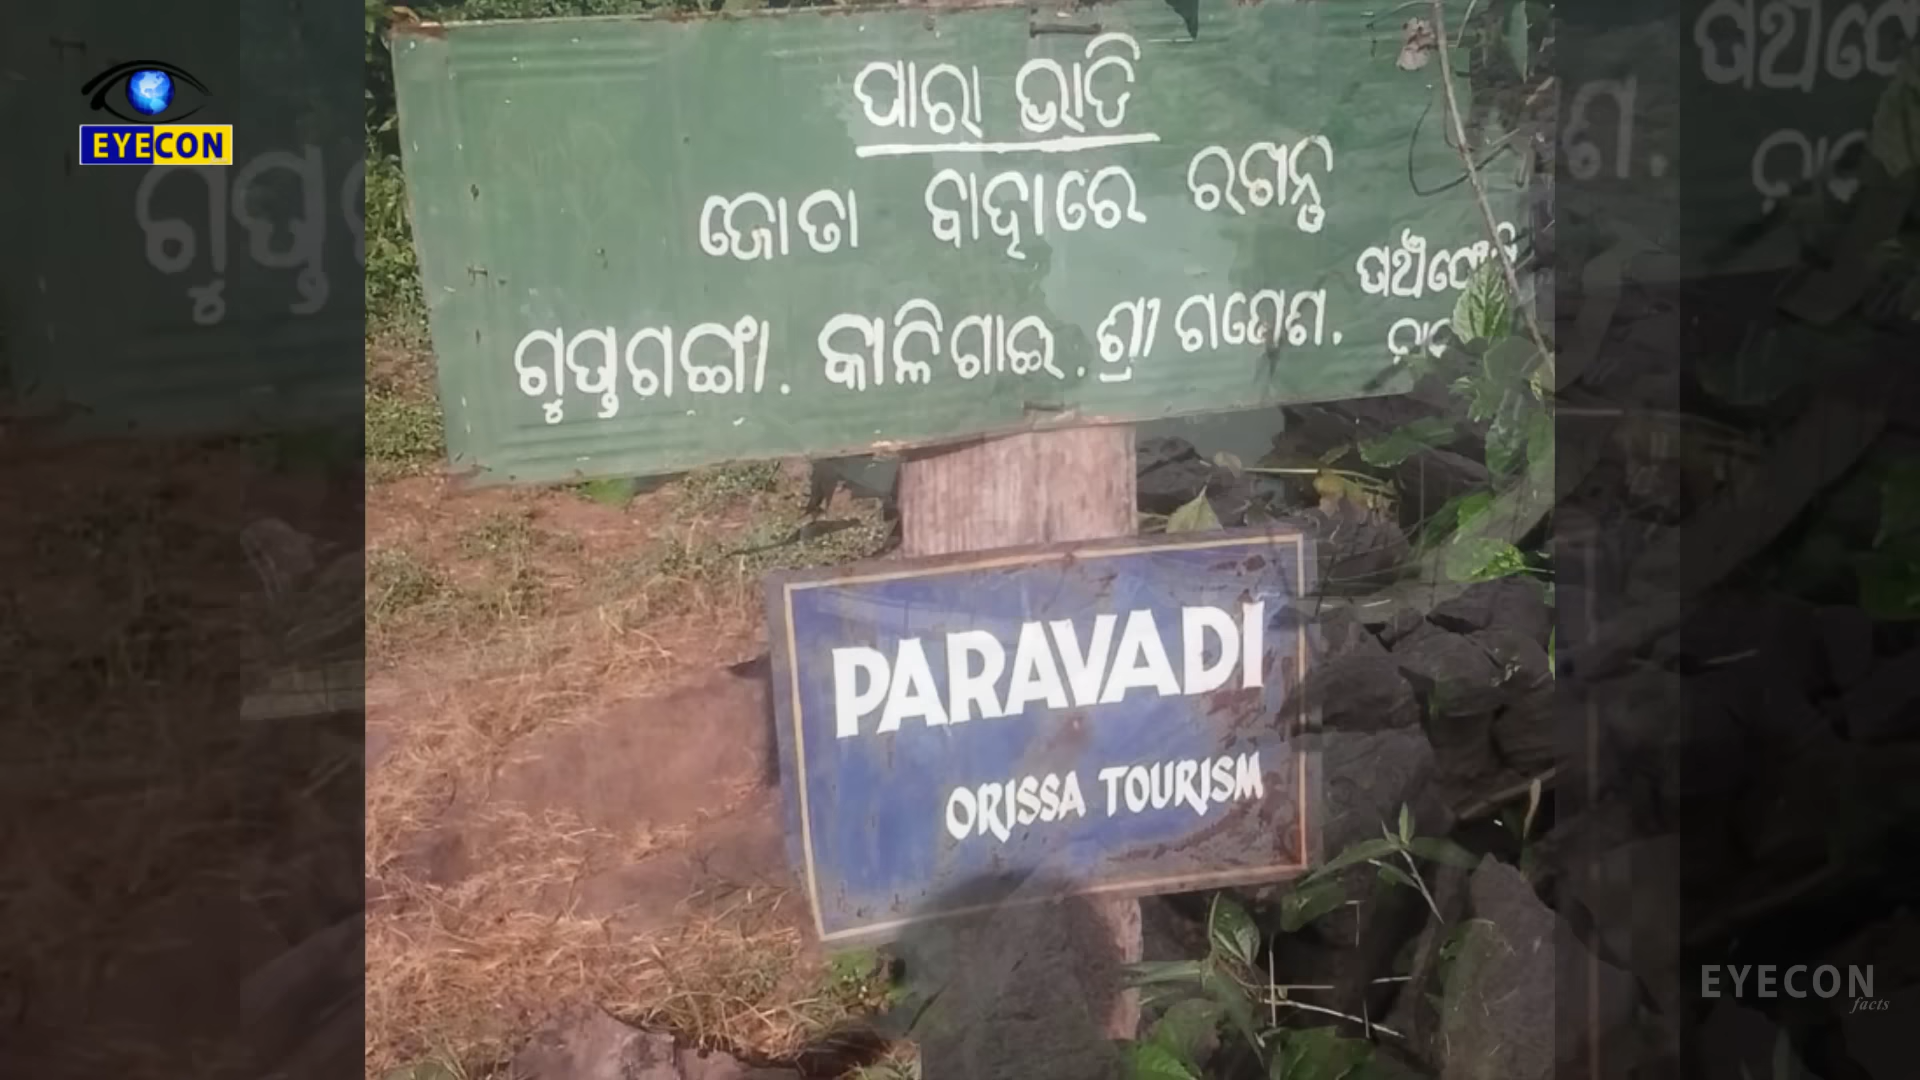 EYECON
ପାରା ଭାଡି
ଜୋତା ବାହାରେ ରଖନ୍ତୁ
ଗୁପ୍ତଗଙ୍ଗା. କାଳିଗାଇ. ଶ୍ରୀ ଗଣେଶ.
PARAVADI
ORISSA TOURISM
EYECON
facts